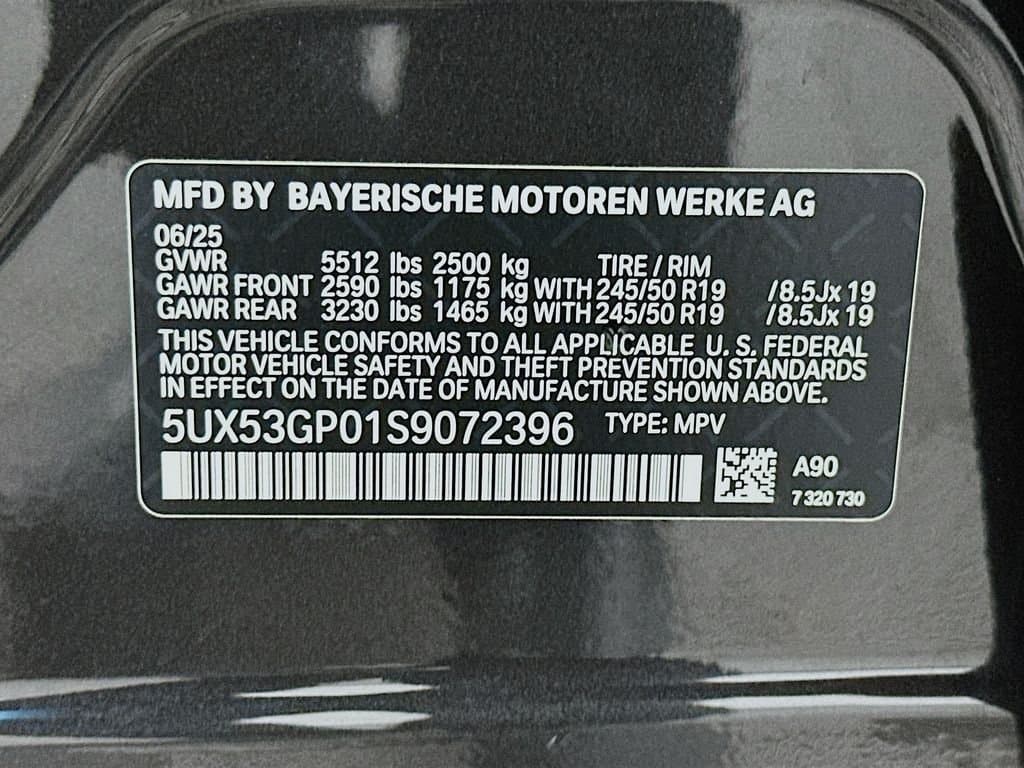 MFD BY BAYERISCHE MOTOREN WERKE AG
06/25
GVWR 5512 lbs 2500 kg TIRE / RIM
GAWR FRONT 2590 lbs 1175 kg WITH 245/50 R19 /8.5Jx 19
GAWR REAR 3230 lbs 1465 kg WITH 245/50 R19 /8.5Jx 19
THIS VEHICLE CONFORMS TO ALL APPLICABLE U. S. FEDERAL
MOTOR VEHICLE SAFETY AND THEFT PREVENTION STANDARDS
IN EFFECT ON THE DATE OF MANUFACTURE SHOWN ABOVE.
5UX53GP01S9072396 TYPE: MPV
A90
7 320 730